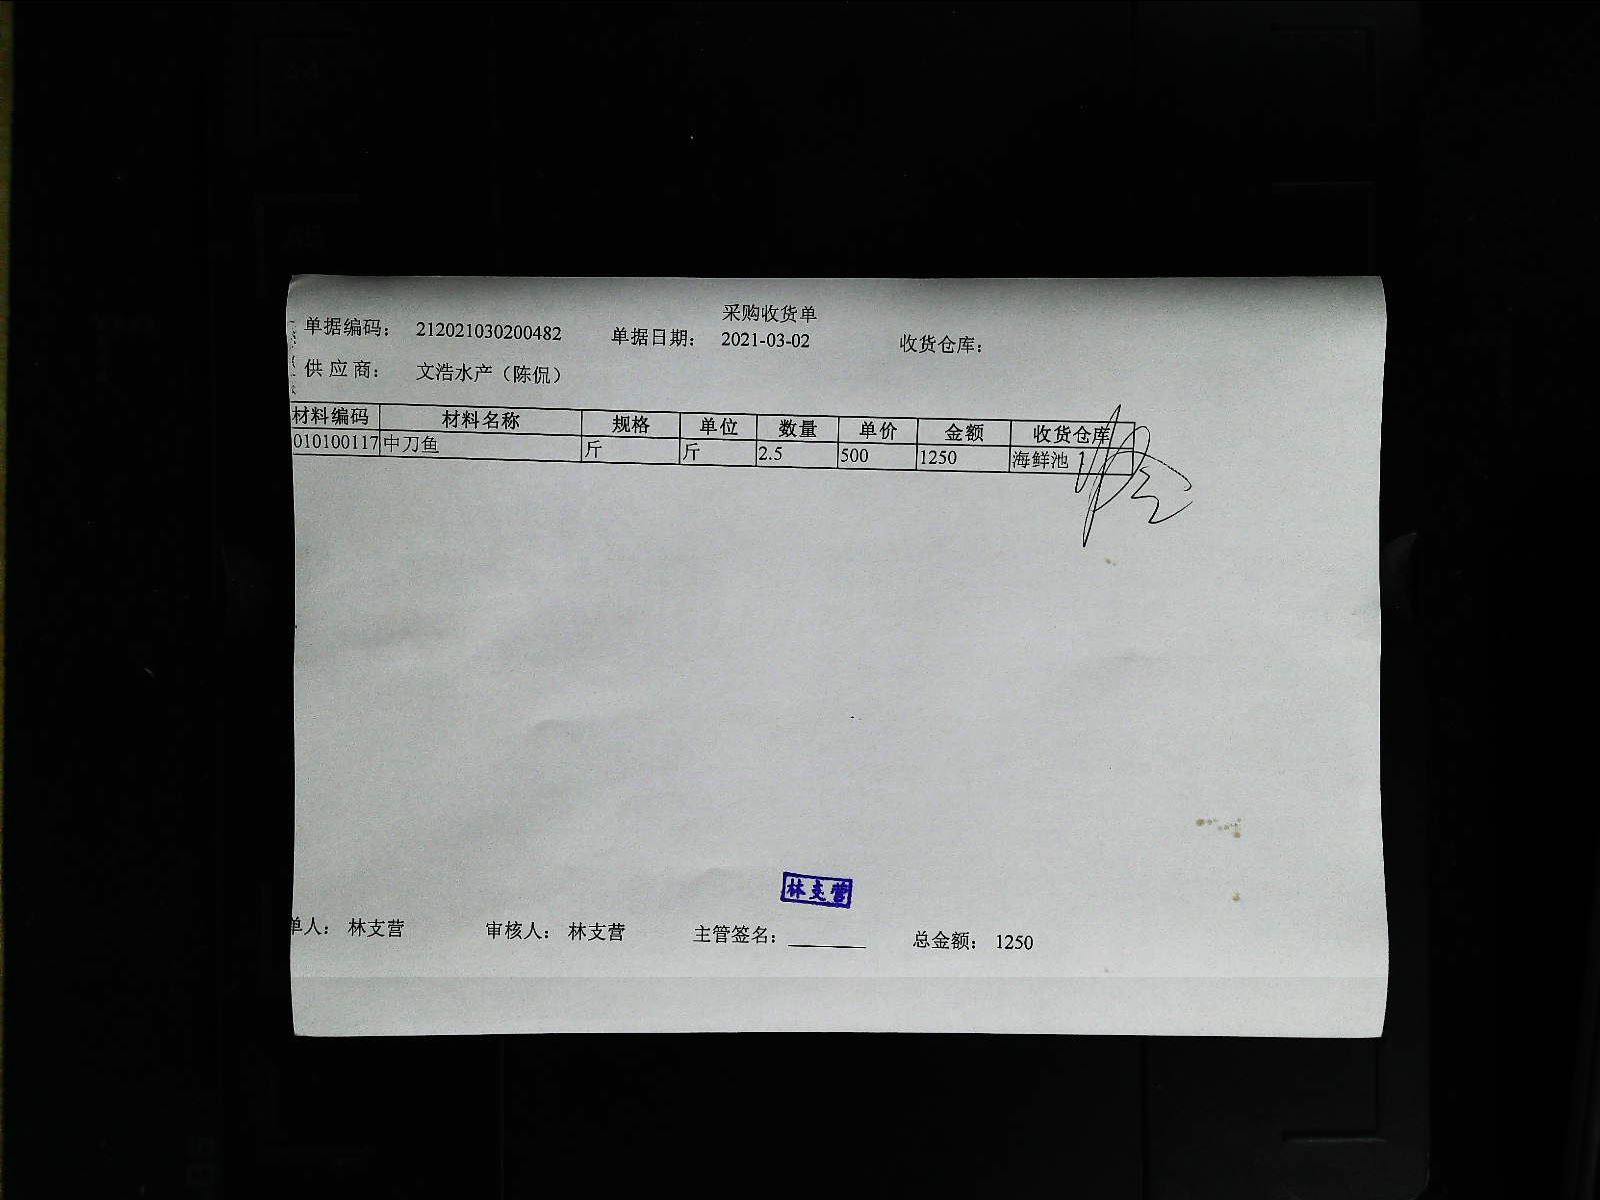 采购收货单
单据编码： 212021030200482 单据日期： 2021-03-02 收货仓库：
供应商： 文浩水产（陈侃）
材料编码 材料名称 规格 单位 数量 单价 金额 收货仓库
010100117 中刀鱼 斤 斤 2.5 500 1250 海鲜池1
林支营
单人： 林支营 审核人： 林支营 主管签名： 总金额： 1250